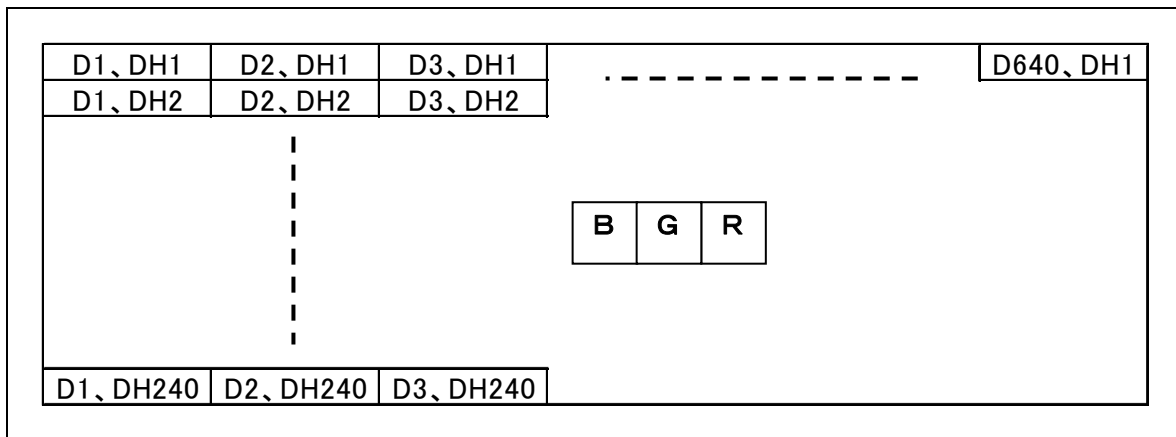 D1、DH1 D2、DH1 D3、DH1 D640、DH1
D1、DH2 D2、DH2 D3、DH2
B G R
D1、DH240 D2、DH240 D3、DH240